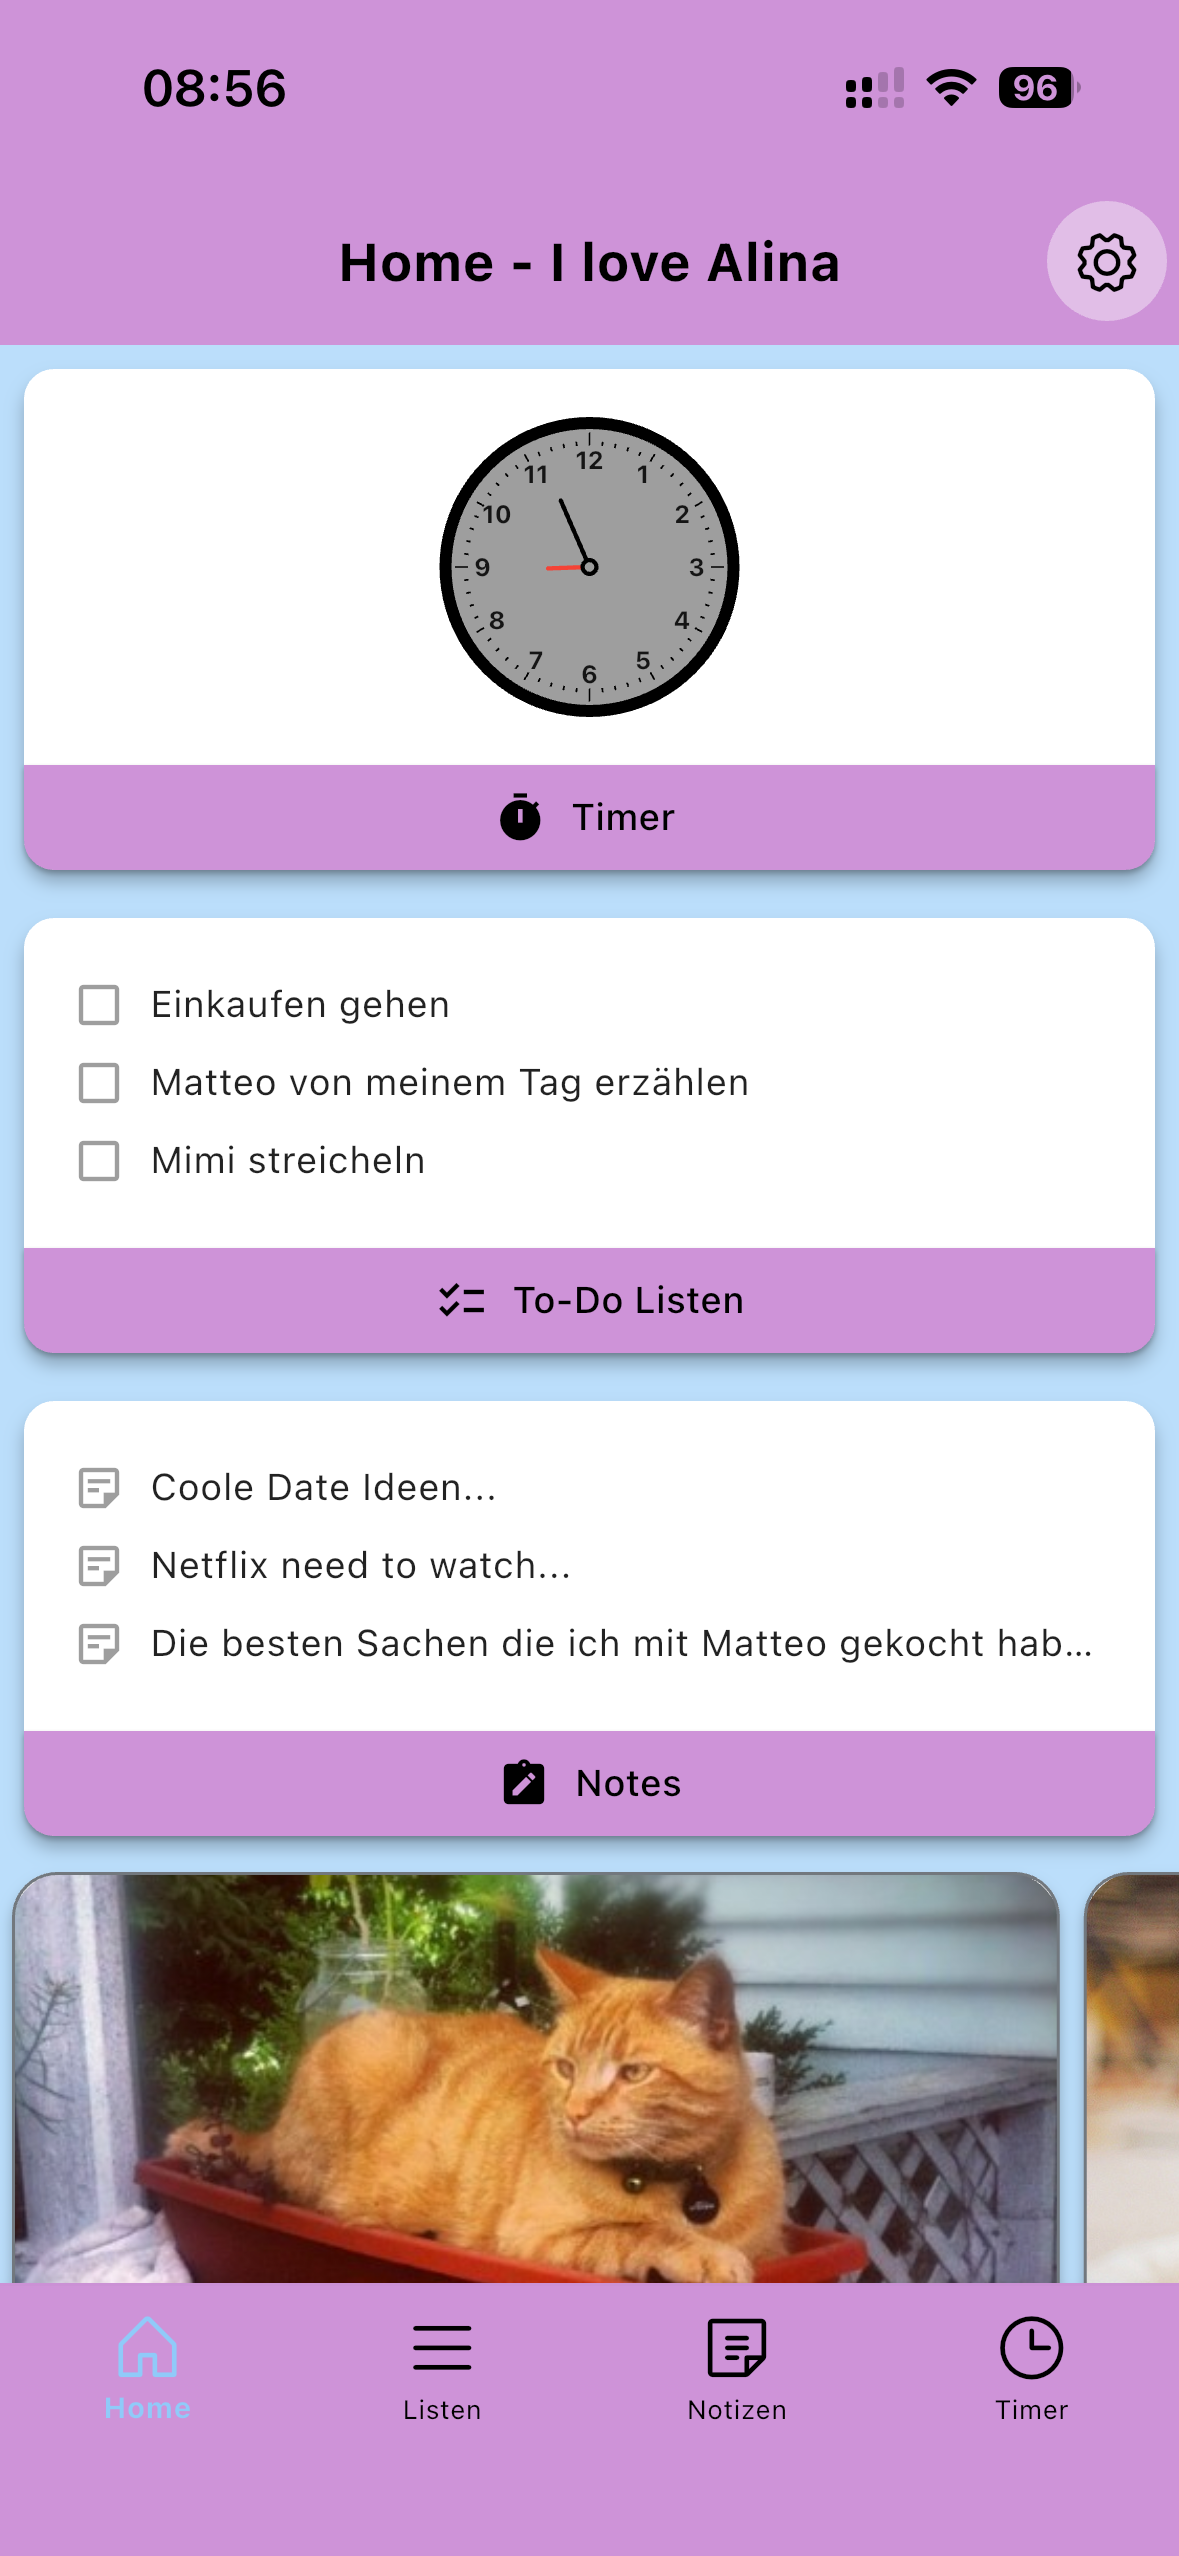 08:56
96
Home - I love Alina
12
11
1
10
2
9
3
8
4
7
5
6
Timer
Einkaufen gehen
Matteo von meinem Tag erzählen
Mimi streicheln
To-Do Listen
Coole Date Ideen...
Netflix need to watch...
Die besten Sachen die ich mit Matteo gekocht hab...
Notes
Home
Listen
Notizen
Timer